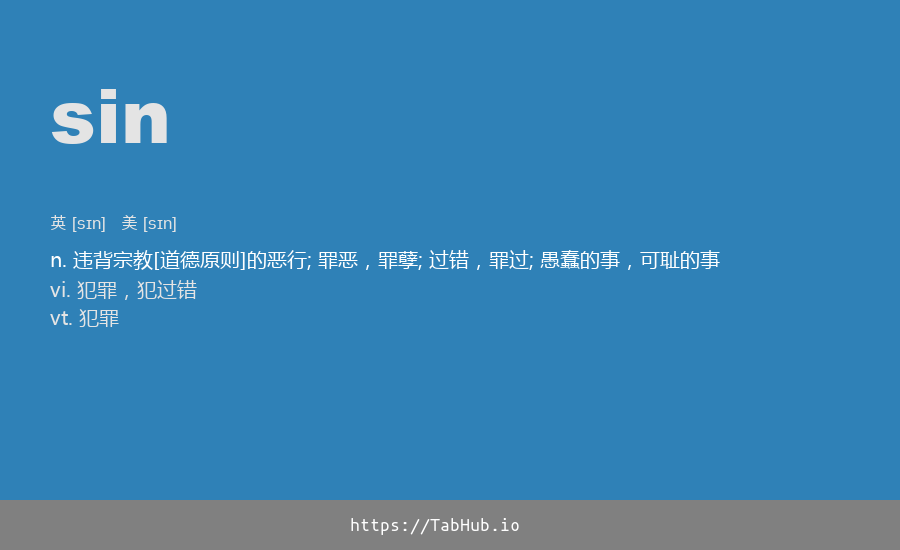 sin
英 [sɪn] 美 [sɪn]
n. 违背宗教[道德原则]的恶行; 罪恶，罪孽; 过错，罪过; 愚蠢的事，可耻的事
vi. 犯罪，犯过错
vt. 犯罪
https://TabHub.io